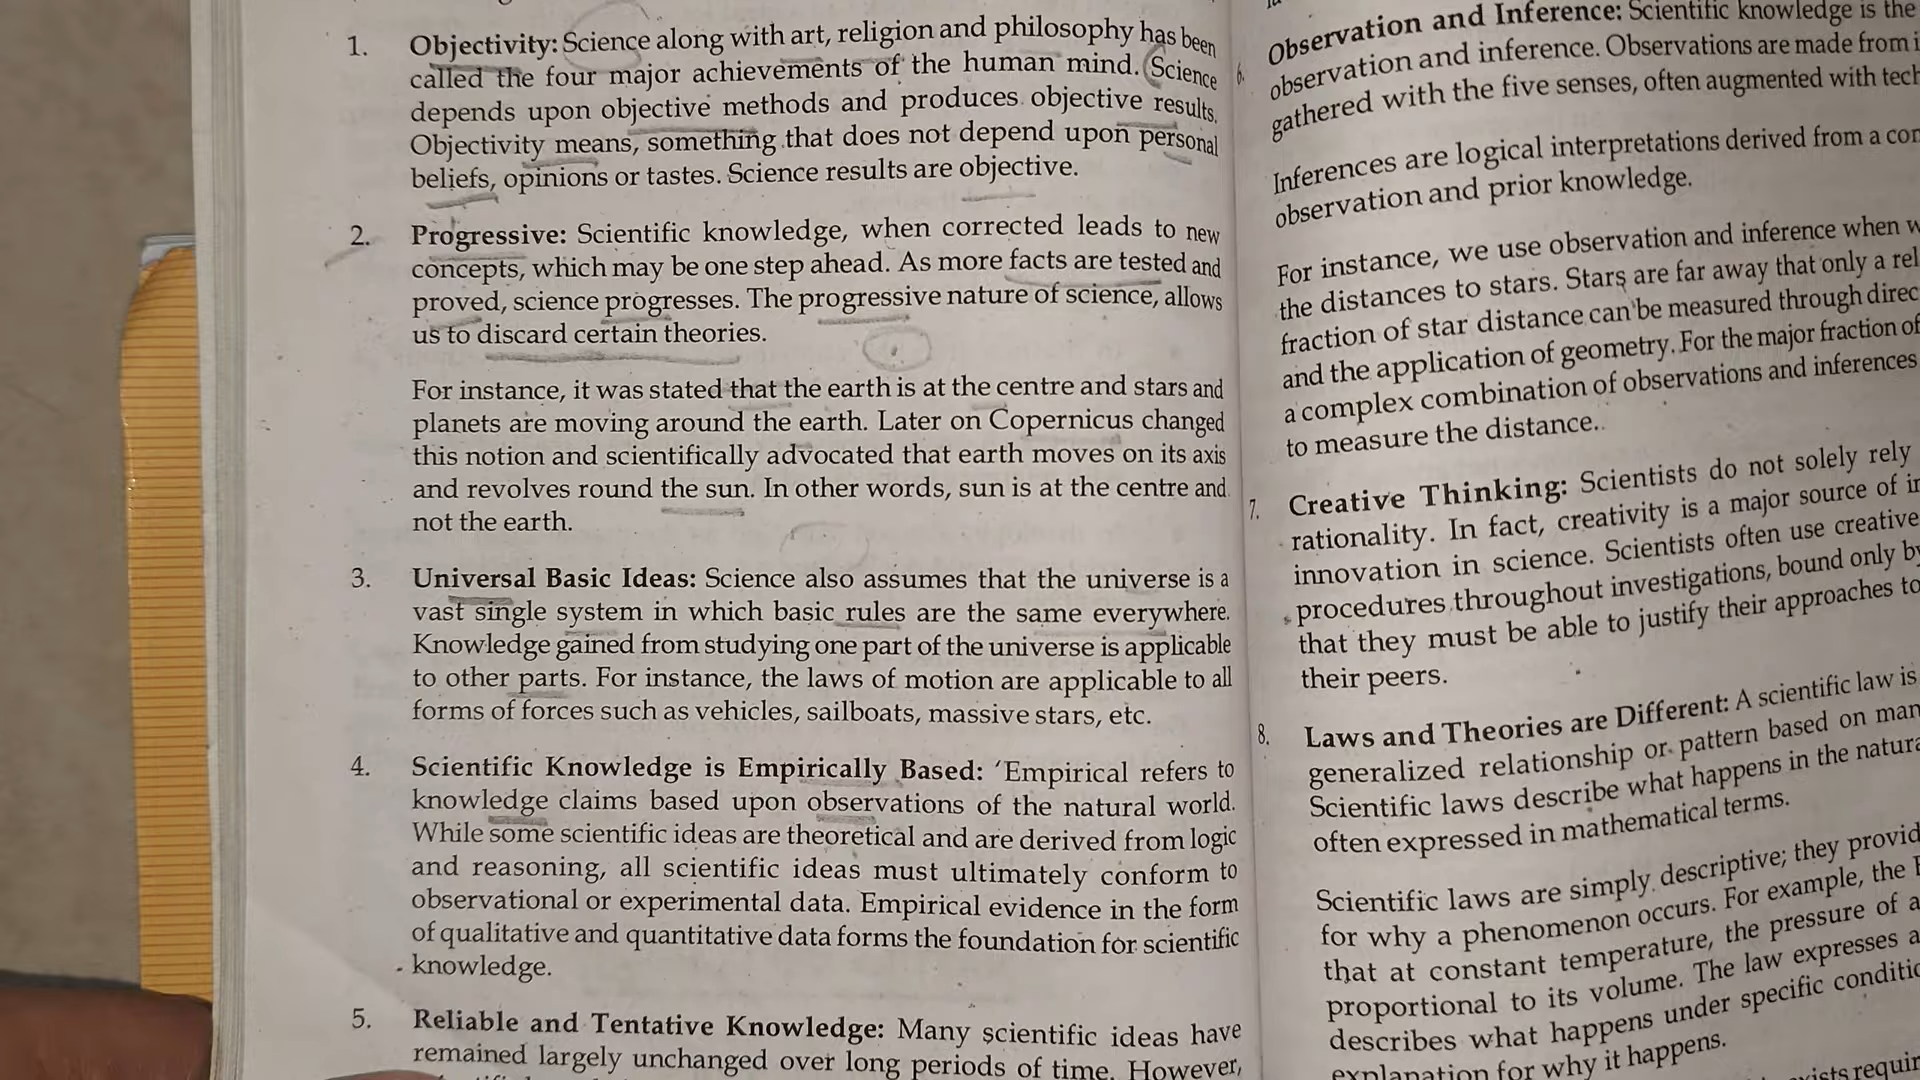 1. Objectivity: Science along with art, religion and philosophy has been
called the four major achievements of the human mind. (Science
depends upon objective methods and produces objective results.
Objectivity means, something that does not depend upon personal
beliefs, opinions or tastes. Science results are objective.
2. Progressive: Scientific knowledge, when corrected leads to new
concepts, which may be one step ahead. As more facts are tested and
proved, science progresses. The progressive nature of science, allows
us to discard certain theories.
For instance, it was stated that the earth is at the centre and stars and
planets are moving around the earth. Later on Copernicus changed
this notion and scientifically advocated that earth moves on its axis
and revolves round the sun. In other words, sun is at the centre and
not the earth.
3. Universal Basic Ideas: Science also assumes that the universe is a
vast single system in which basic rules are the same everywhere.
Knowledge gained from studying one part of the universe is applicable
to other parts. For instance, the laws of motion are applicable to all
forms of forces such as vehicles, sailboats, massive stars, etc.
4. Scientific Knowledge is Empirically Based: 'Empirical refers to
knowledge claims based upon observations of the natural world.
While some scientific ideas are theoretical and are derived from logic
and reasoning, all scientific ideas must ultimately conform to
observational or experimental data. Empirical evidence in the form
of qualitative and quantitative data forms the foundation for scientific
knowledge.
5. Reliable and Tentative Knowledge: Many scientific ideas have
remained largely unchanged over long periods of time. However,
6. Observation and Inference: Scientific knowledge is the
observation and inference. Observations are made from
gathered with the five senses, often augmented with
Inferences are logical interpretations derived from a
observation and prior knowledge.
For instance, we use observation and inference when
the distances to stars. Stars are far away that only a
fraction of star distance can be measured through
and the application of geometry. For the major fraction of
a complex combination of observations and inferences
to measure the distance.
7. Creative Thinking: Scientists do not solely rely
rationality. In fact, creativity is a major source of
innovation in science. Scientists often use creative
procedures throughout investigations, bound only
that they must be able to justify their approaches to
their peers.
8. Laws and Theories are Different: A scientific law is
generalized relationship or pattern based on
Scientific laws describe what happens in the
often expressed in mathematical terms.
Scientific laws are simply descriptive; they
for why a phenomenon occurs. For example, the
that at constant temperature, the pressure of a
proportional to its volume. The law expresses
describes what happens under specific
explanation for why it happens.